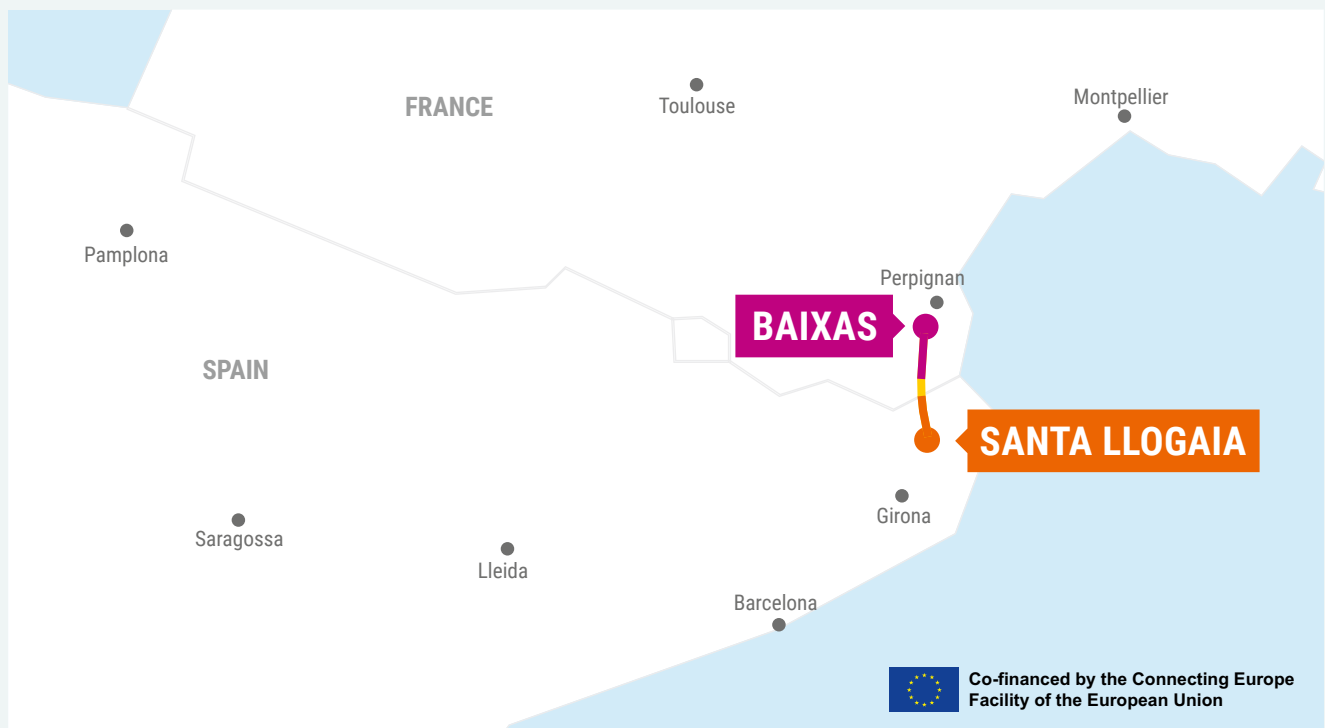 FRANCE
Toulouse
Montpellier
Pamplona
Perpignan
BAIXAS
SPAIN
SANTA LLOGAIA
Girona
Saragossa
Lleida
Barcelona
Co-financed by the Connecting Europe
Facility of the European Union